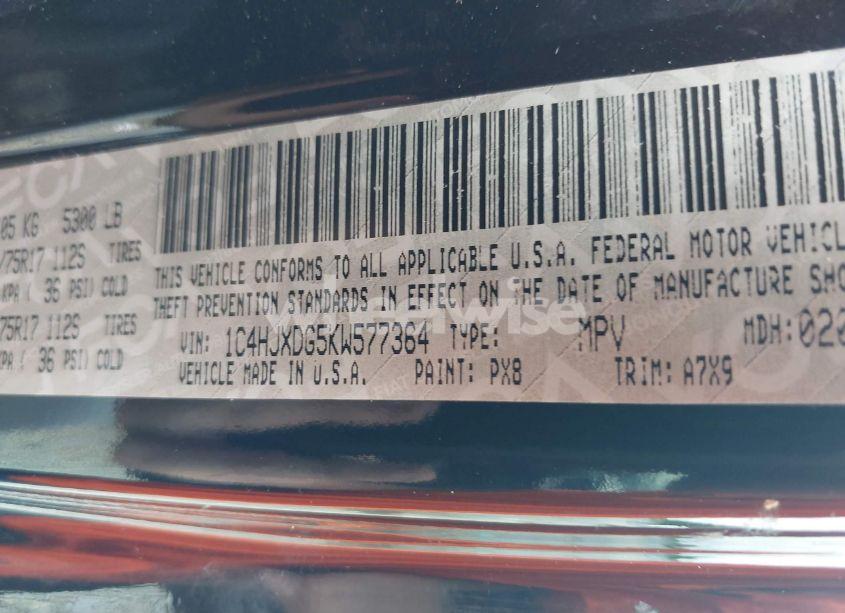 05 KG 5300 LB
/75R17 112S TIRES
KPA ( 36 PSI) COLD
75R17 112S TIRES
KPA ( 36 PSI) COLD
THIS VEHICLE CONFORMS TO ALL APPLICABLE U.S.A. FEDERAL MOTOR VEHICL
THEFT PREVENTION STANDARDS IN EFFECT ON THE DATE OF MANUFACTURE SHO
VIN: 1C4HJXDG5KW577364 TYPE: MPV MDH:020
VEHICLE MADE IN U.S.A. PAINT: PX8 TRIM: A7X9